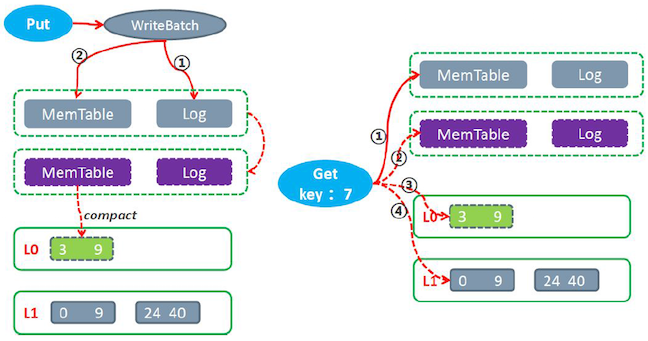 Put
WriteBatch
②
①
MemTable
Log
MemTable
Log
compact
L0
3 9
L1
0 9
24 40
MemTable
Log
①
MemTable
Log
②
Get
key： 7
③
④
L0
3 9
L1
0 9
24 40